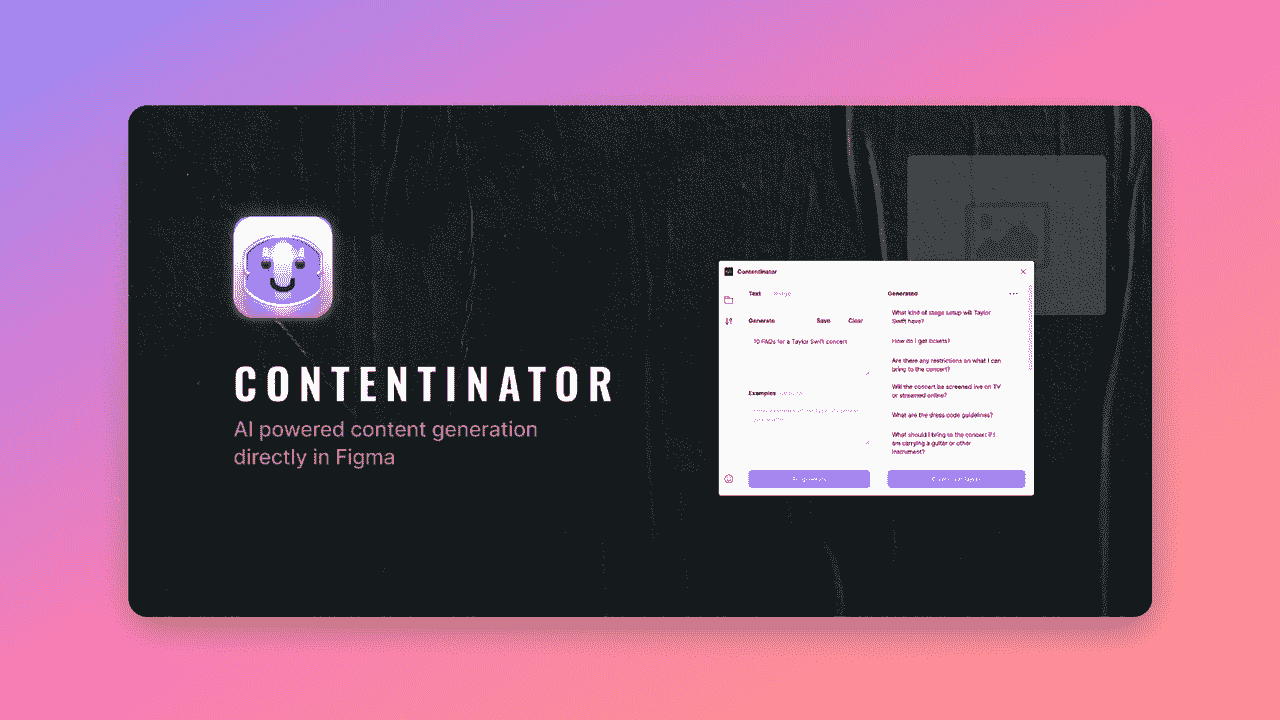 CONTENTINATOR
AI powered content generation
directly in Figma
Contentinator
Text
Generate
Save
Clear
10 FAQs for a Taylor Swift concert
Examples
Generated
What kind of stage setup will Taylor
Swift have?
How do I get tickets?
Are there any restrictions on what I can
bring to the concert?
Will the concert be screened live on TV
or streamed online?
What are the dress code guidelines?
What should I bring to the concert if I
am carrying a guitar or other
instrument?